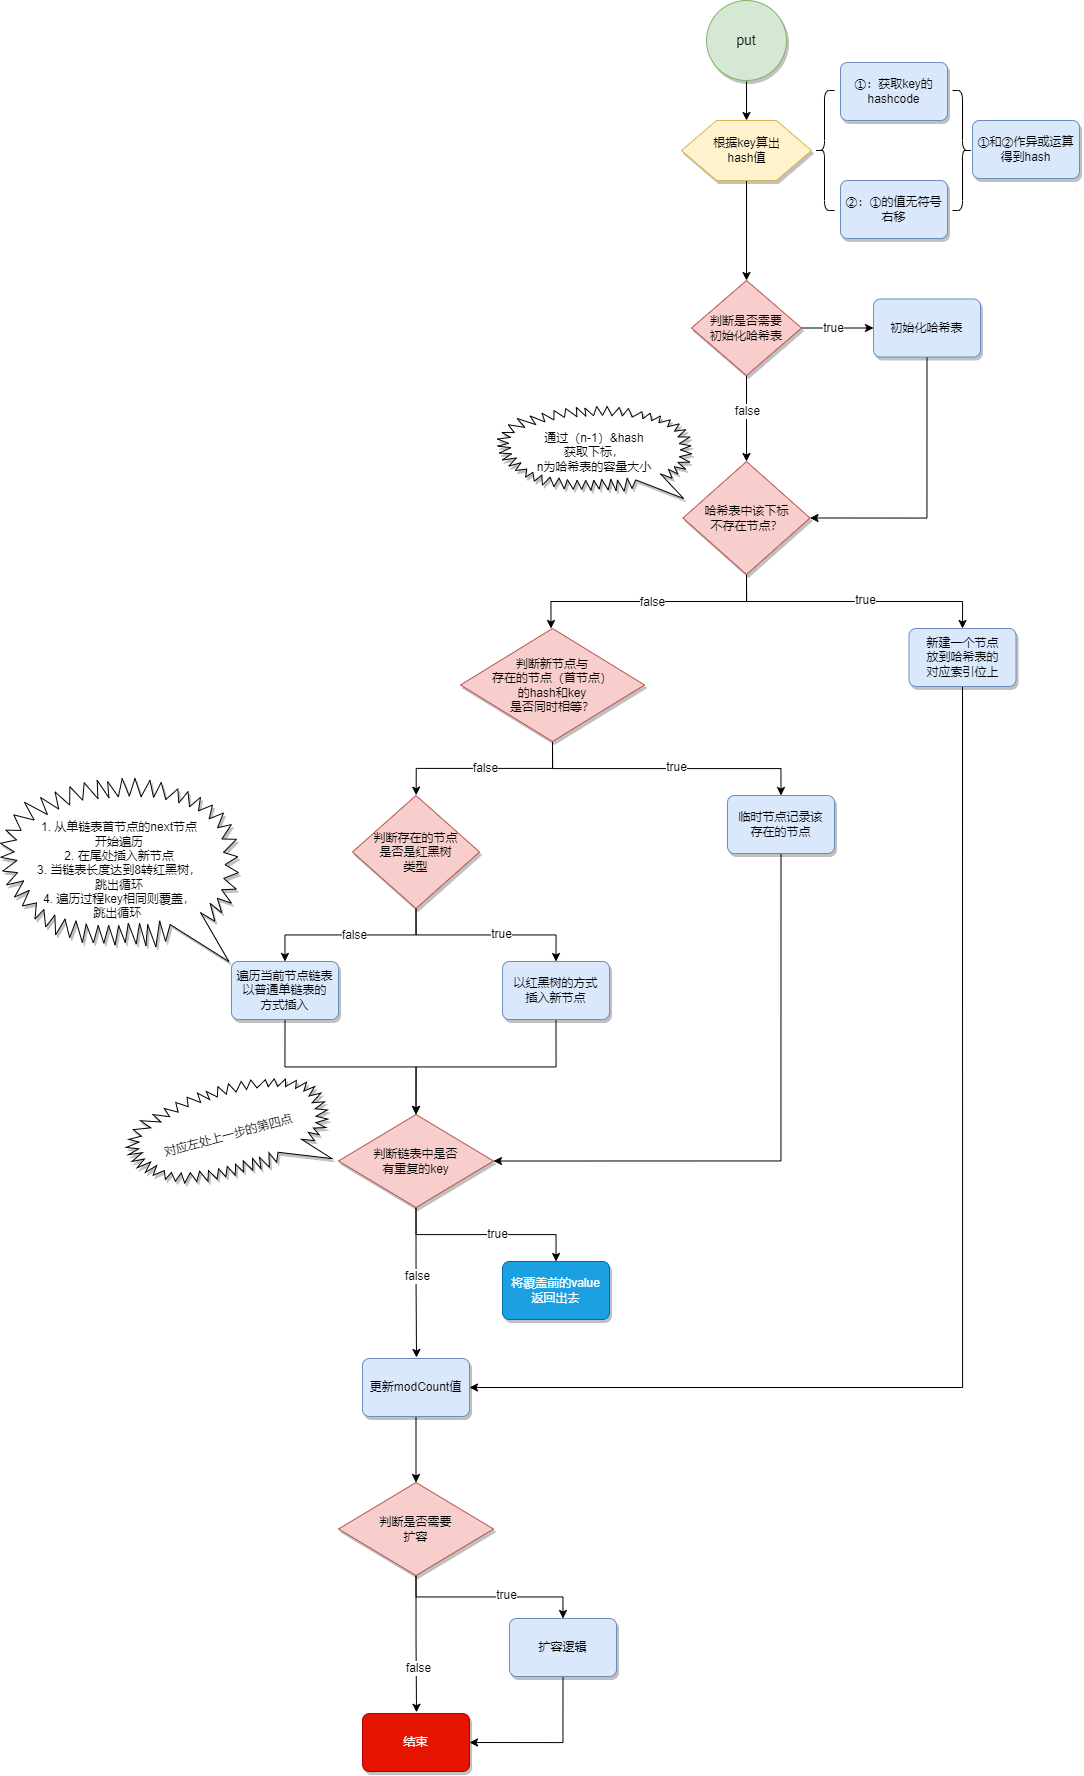 put
根据key算出
hash值
①：获取key的
hashcode
②：①的值无符号
右移
①和②作异或运算
得到hash
判断是否需要
初始化哈希表
true
初始化哈希表
false
通过（n-1）&hash
获取下标，
n为哈希表的容量大小
哈希表中该下标
不存在节点？
false
true
新建一个节点
放到哈希表的
对应索引位上
判断新节点与
存在的节点（首节点）
的hash和key
是否同时相等？
false
true
临时节点记录该
存在的节点
判断存在的节点
是否是红黑树
类型
1. 从单链表首节点的next节点
开始遍历
2. 在尾处插入新节点
3. 当链表长度达到8转红黑树，
跳出循环
4. 遍历过程key相同则覆盖，
跳出循环
false
true
遍历当前节点链表
以普通单链表的
方式插入
以红黑树的方式
插入新节点
对应左处上一步的第四点
判断链表中是否
有重复的key
true
将覆盖前的value
返回出去
false
更新modCount值
判断是否需要
扩容
true
扩容逻辑
false
结束